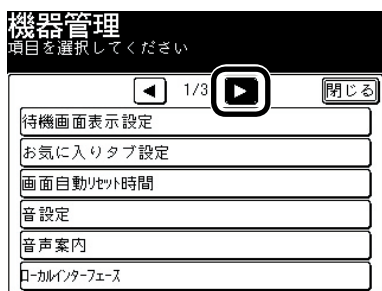 機器管理
項目を選択してください
◀ 1/3 ▶ 閉じる
待機画面表示設定
お気に入りタブ設定
画面自動ﾘｾｯﾄ時間
音設定
音声案内
ﾛｰｶﾙｲﾝﾀｰﾌｪｰｽ